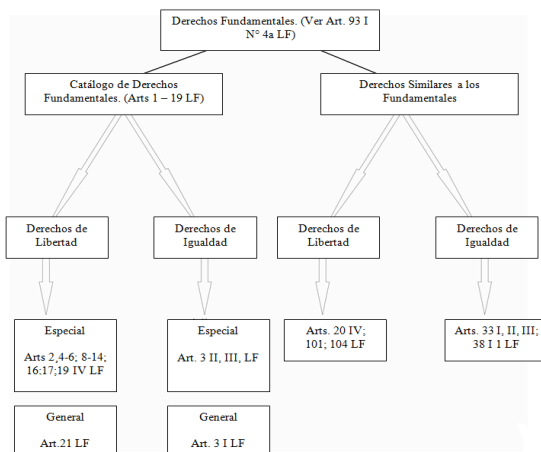 Derechos Fundamentales. (Ver Art. 93 I
N° 4a LF)
Catálogo de Derechos
Fundamentales. (Arts 1 – 19 LF)
Derechos Similares a los
Fundamentales
Derechos de
Libertad
Derechos de
Igualdad
Derechos de
Libertad
Derechos de
Igualdad
Especial
Arts 2,4-6; 8-14;
16:17;19 IV LF
Especial
Art. 3 II, III, LF
Arts. 20 IV;
101; 104 LF
Arts. 33 I, II, III;
38 I 1 LF
General
Art.21 LF
General
Art. 3 I LF